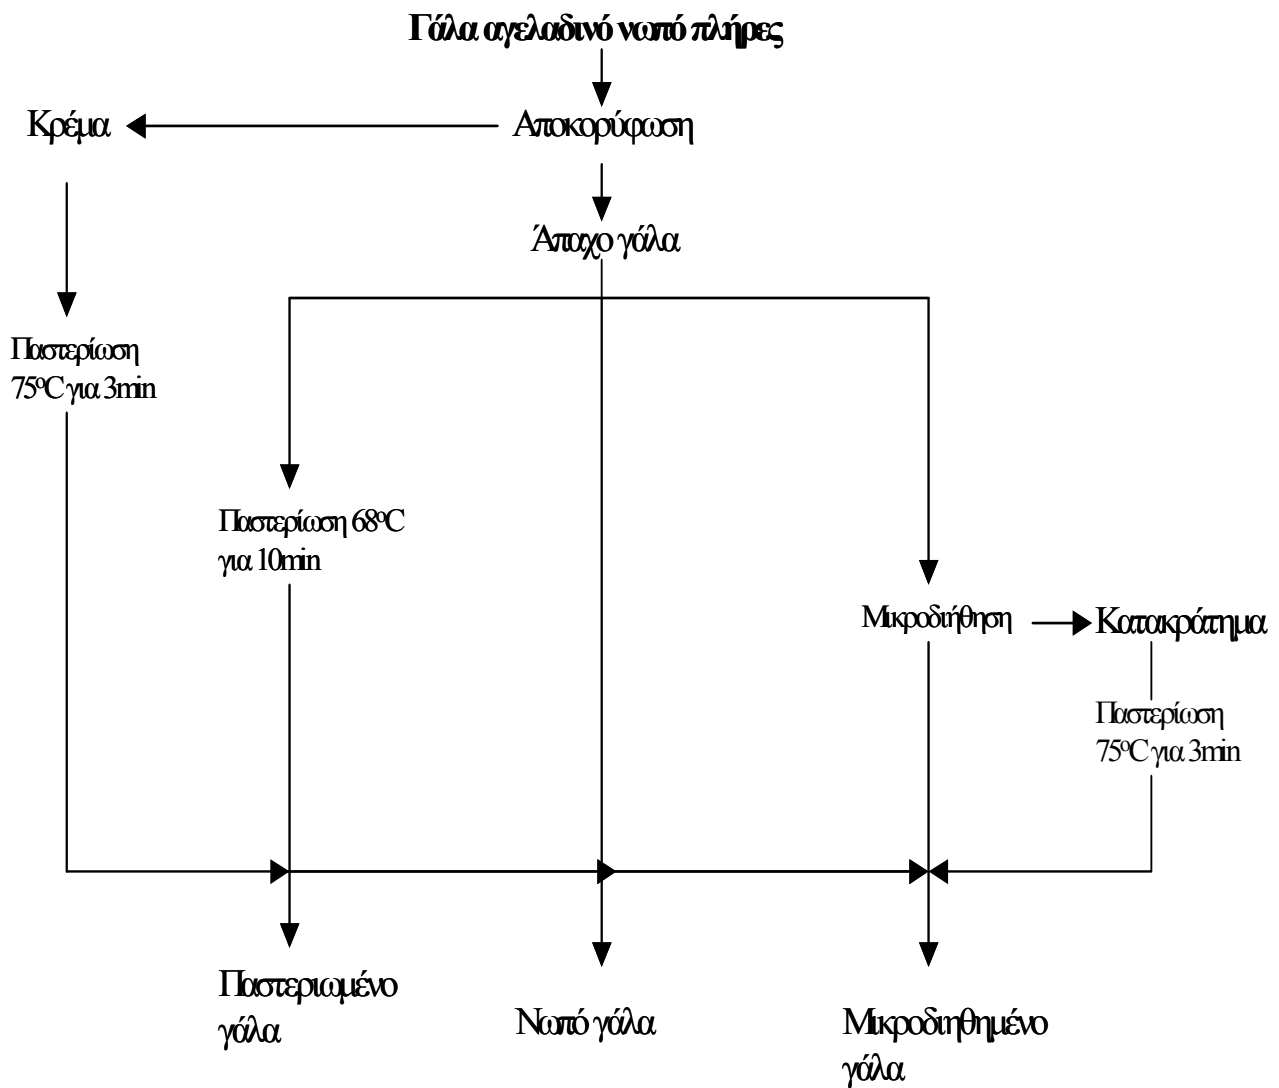 Γάλα αγελαδινό νωπό πλήρες
Κρέμα
Αποκορύφωση
Άπαχο γάλα
Παστερίωση
75ºC για 3min
Παστερίωση 68ºC
για 10min
Μικροδιήθηση
Κατακράτημα
Παστερίωση
75ºC για 3min
Παστεριωμένο
γάλα
Νωπό γάλα
Μικροδιηθημένο
γάλα